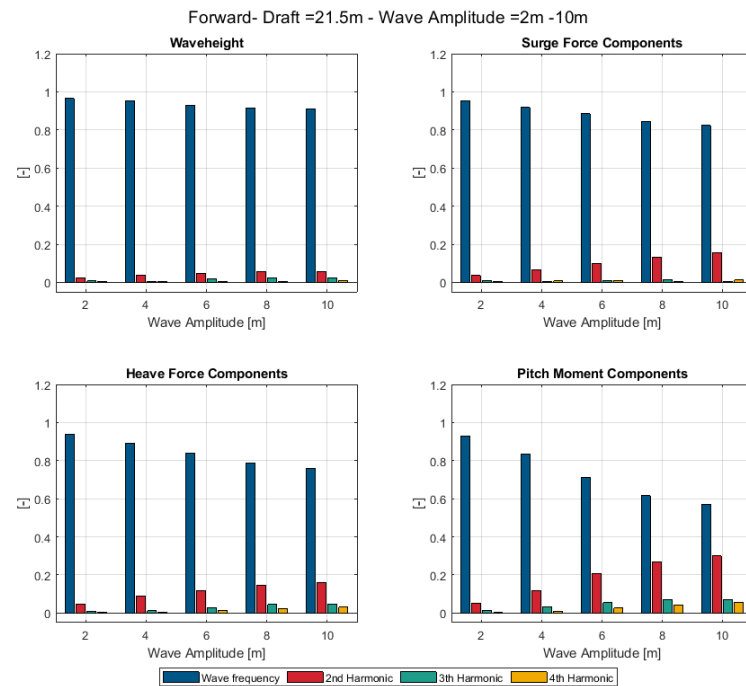 Forward- Draft =21.5m - Wave Amplitude =2m -10m
Waveheight
1.2
1
0.8
0.6
0.4
0.2
0
[-]
2 4 6 8 10
Wave Amplitude [m]
Surge Force Components
1.2
1
0.8
0.6
0.4
0.2
0
[-]
2 4 6 8 10
Wave Amplitude [m]
Heave Force Components
1.2
1
0.8
0.6
0.4
0.2
0
[-]
2 4 6 8 10
Wave Amplitude [m]
Pitch Moment Components
1.2
1
0.8
0.6
0.4
0.2
0
[-]
2 4 6 8 10
Wave Amplitude [m]
Wave frequency 2nd Harmonic 3th Harmonic 4th Harmonic